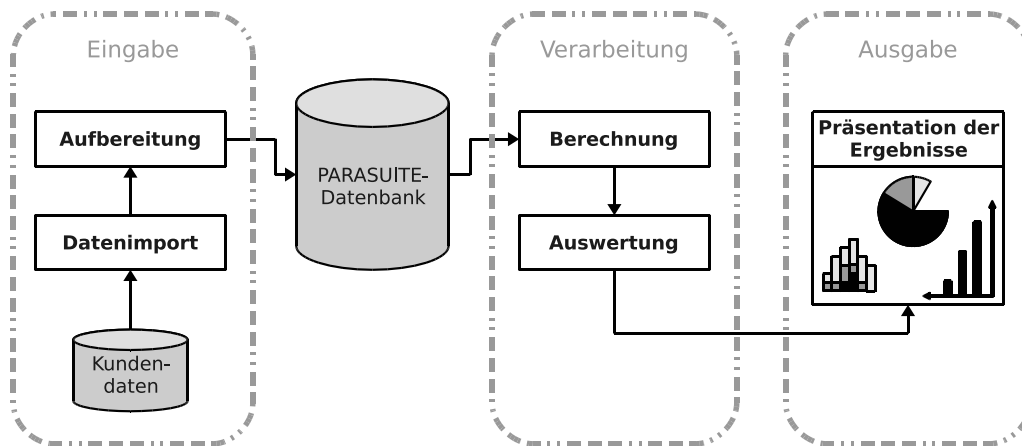 Eingabe
Aufbereitung
Datenimport
Kunden-
daten
PARASUITE-
Datenbank
Verarbeitung
Berechnung
Auswertung
Ausgabe
Präsentation der
Ergebnisse